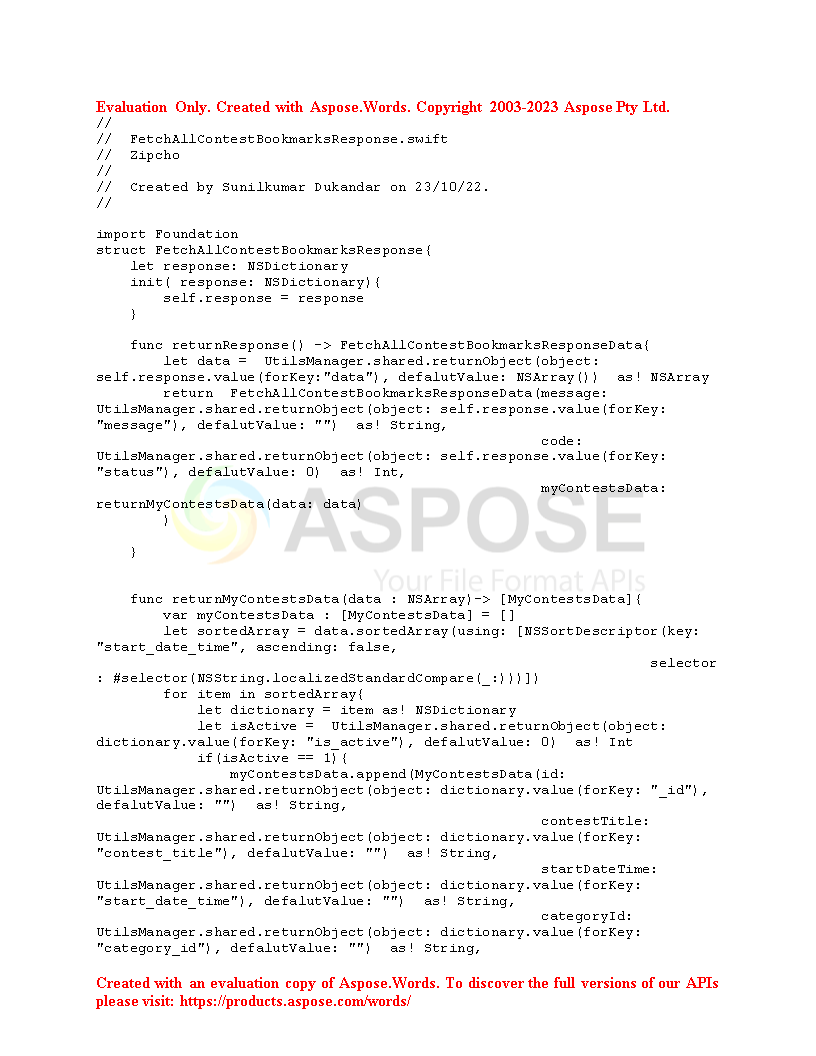 Evaluation Only. Created with Aspose.Words. Copyright 2003-2023 Aspose Pty Ltd.
//
//  FetchAllContestBookmarksResponse.swift
//  Zipcho
//
//  Created by Sunilkumar Dukandar on 23/10/22.
//
import Foundation
struct FetchAllContestBookmarksResponse{
    let response: NSDictionary
    init( response: NSDictionary){
        self.response = response
    }
    func returnResponse() -> FetchAllContestBookmarksResponseData{
        let data =  UtilsManager.shared.returnObject(object:
self.response.value(forKey:"data"), defalutValue: NSArray())  as! NSArray
        return  FetchAllContestBookmarksResponseData(message:
UtilsManager.shared.returnObject(object: self.response.value(forKey:
"message"), defalutValue: "")  as! String,
                                                     code:
UtilsManager.shared.returnObject(object: self.response.value(forKey:
"status"), defalutValue: 0)  as! Int,
                                                     myContestsData:
returnMyContestsData(data: data)
        )
ASPOSE
    }
Your File Format APIs
    func returnMyContestsData(data : NSArray)-> [MyContestsData]{
        var myContestsData : [MyContestsData] = []
        let sortedArray = data.sortedArray(using: [NSSortDescriptor(key:
"start_date_time", ascending: false,
                                                                  selector
: #selector(NSString.localizedStandardCompare(_:)))])
        for item in sortedArray{
            let dictionary = item as! NSDictionary
            let isActive =  UtilsManager.shared.returnObject(object:
dictionary.value(forKey: "is_active"), defalutValue: 0)  as! Int
            if(isActive == 1){
                myContestsData.append(MyContestsData(id:
UtilsManager.shared.returnObject(object: dictionary.value(forKey: "_id"),
defalutValue: "")  as! String,
                                                     contestTitle:
UtilsManager.shared.returnObject(object: dictionary.value(forKey:
"contest_title"), defalutValue: "")  as! String,
                                                     startDateTime:
UtilsManager.shared.returnObject(object: dictionary.value(forKey:
"start_date_time"), defalutValue: "")  as! String,
                                                     categoryId:
UtilsManager.shared.returnObject(object: dictionary.value(forKey:
"category_id"), defalutValue: "")  as! String,
Created with an evaluation copy of Aspose.Words. To discover the full versions of our APIs
please visit: https://products.aspose.com/words/